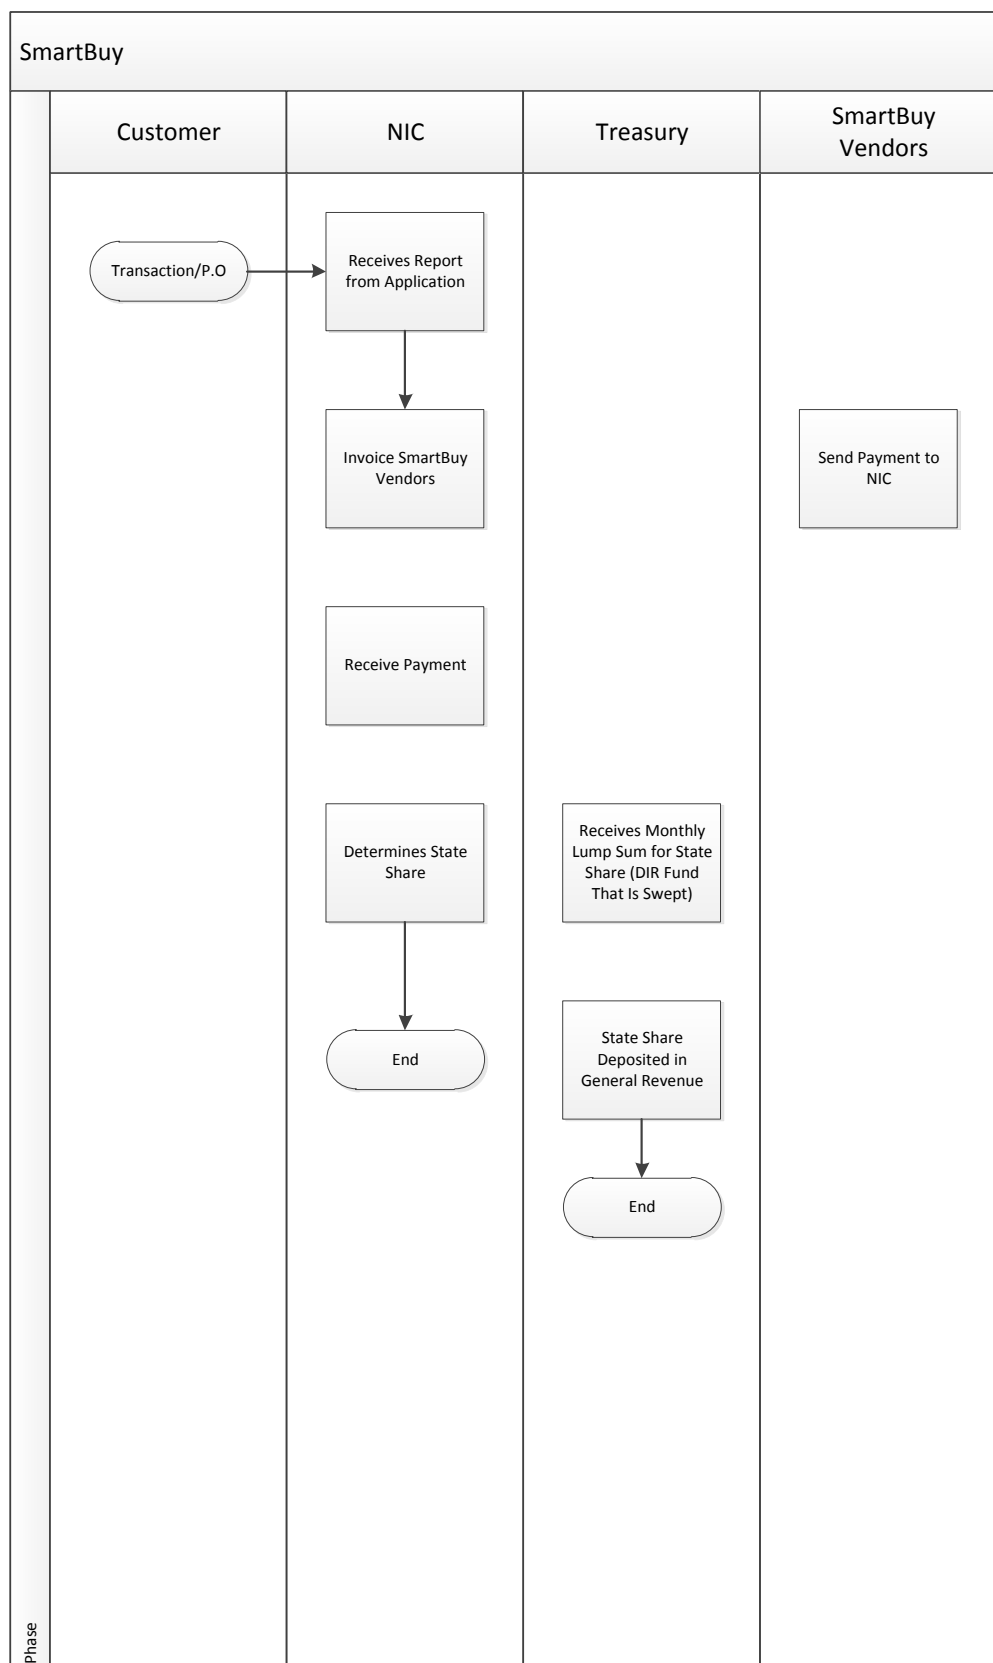 SmartBuy
Customer
NIC
Treasury
SmartBuy
Vendors
Transaction/P.O
Receives Report
from Application
Invoice SmartBuy
Vendors
Send Payment to
NIC
Receive Payment
Determines State
Share
Receives Monthly
Lump Sum for State
Share (DIR Fund
That Is Swept)
End
State Share
Deposited in
General Revenue
End
Phase